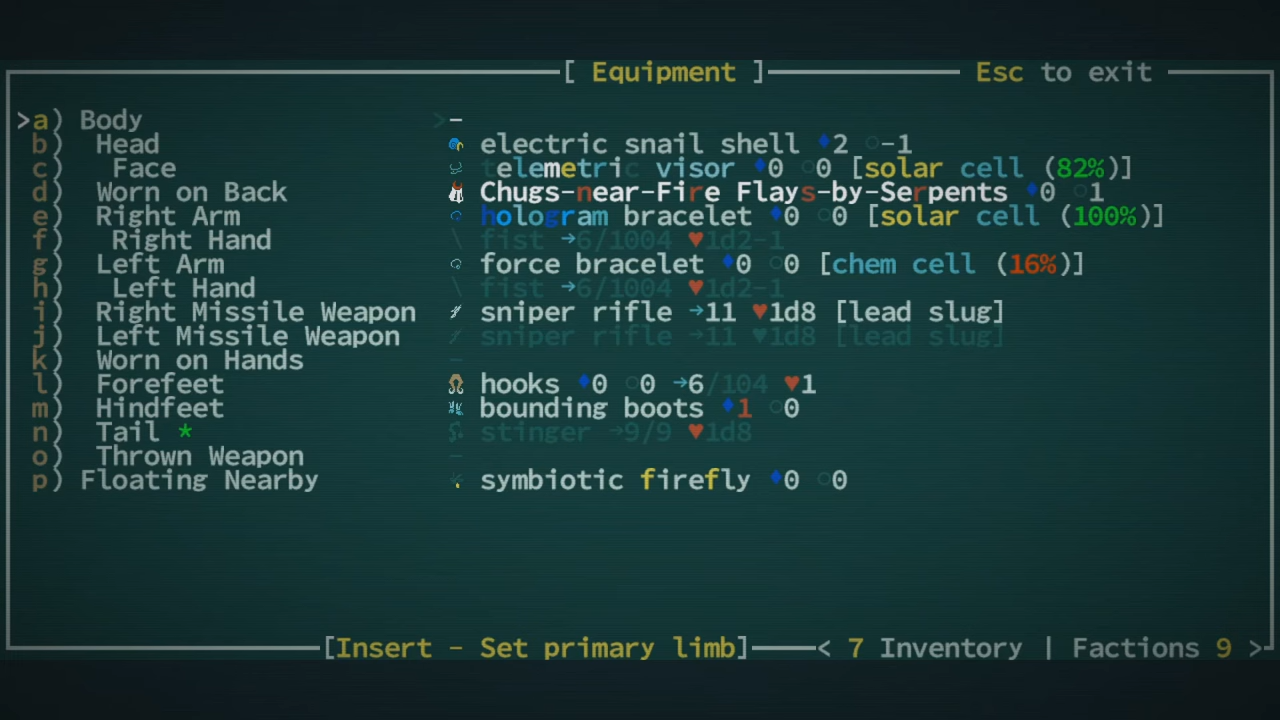 [ Equipment ] Esc to exit
>a) Body >-
b) Head electric snail shell ♦2 ○-1
c) Face telemetric visor ♦0 ○0 [solar cell (82%)]
d) Worn on Back Chugs-near-Fire Flays-by-Serpents ♦0 ○1
e) Right Arm hologram bracelet ♦0 ○0 [solar cell (100%)]
f) Right Hand \ fist →6/1004 ♥1d2-1
g) Left Arm force bracelet ♦0 ○0 [chem cell (16%)]
h) Left Hand \ fist →6/1004 ♥1d2-1
i) Right Missile Weapon sniper rifle →11 ♥1d8 [lead slug]
j) Left Missile Weapon sniper rifle →11 ♥1d8 [lead slug]
k) Worn on Hands -
l) Forefeet hooks ♦0 ○0 →6/104 ♥1
m) Hindfeet bounding boots ♦1 ○0
n) Tail * stinger →9/9 ♥1d8
o) Thrown Weapon -
p) Floating Nearby symbiotic firefly ♦0 ○0
[Insert - Set primary limb] < 7 Inventory | Factions 9 >